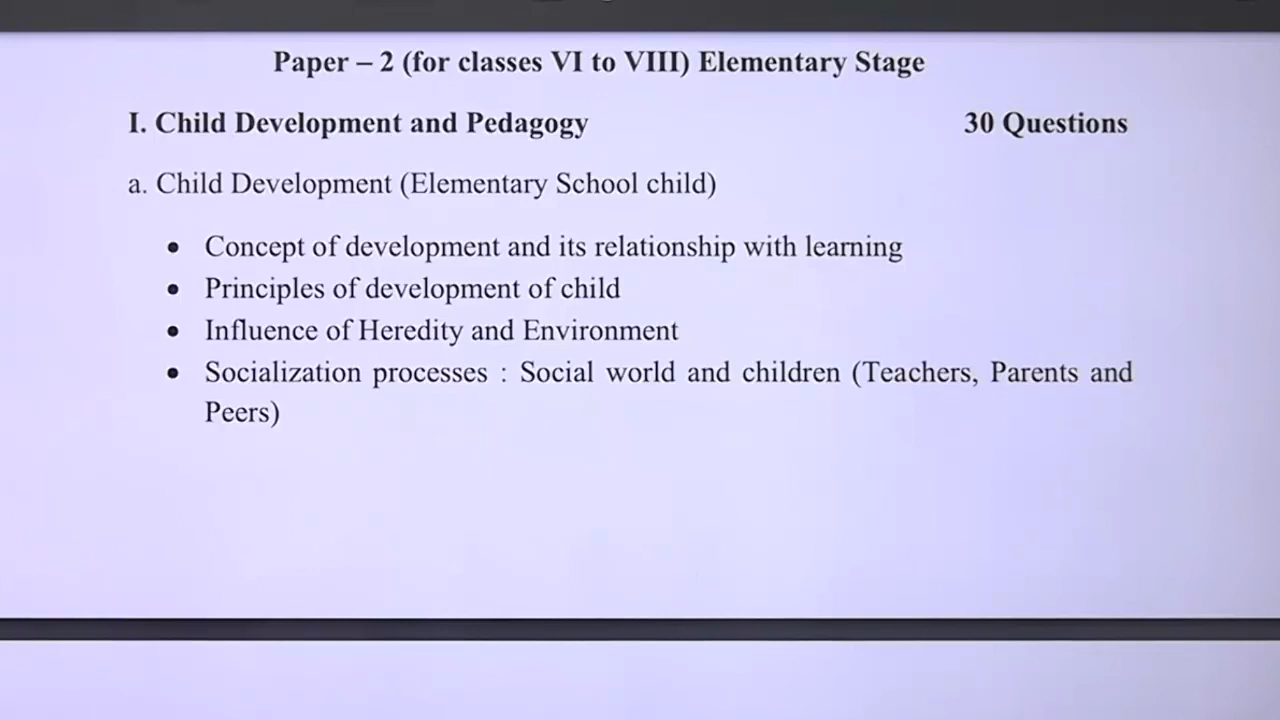 Paper – 2 (for classes VI to VIII) Elementary Stage
I. Child Development and Pedagogy 30 Questions
a. Child Development (Elementary School child)
• Concept of development and its relationship with learning
• Principles of development of child
• Influence of Heredity and Environment
• Socialization processes : Social world and children (Teachers, Parents and
Peers)